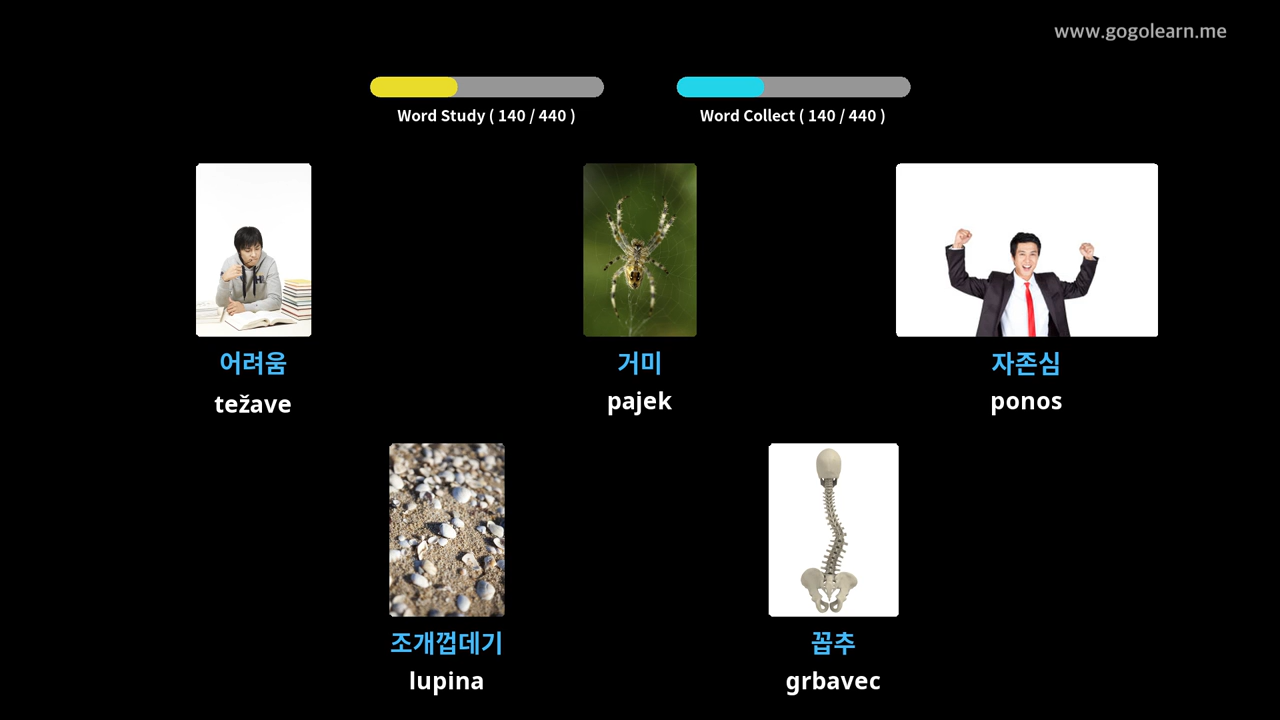 www.gogolearn.me
Word Study ( 140 / 440 )
Word Collect ( 140 / 440 )
어려움
težave
거미
pajek
자존심
ponos
조개껍데기
lupina
꼽추
grbavec